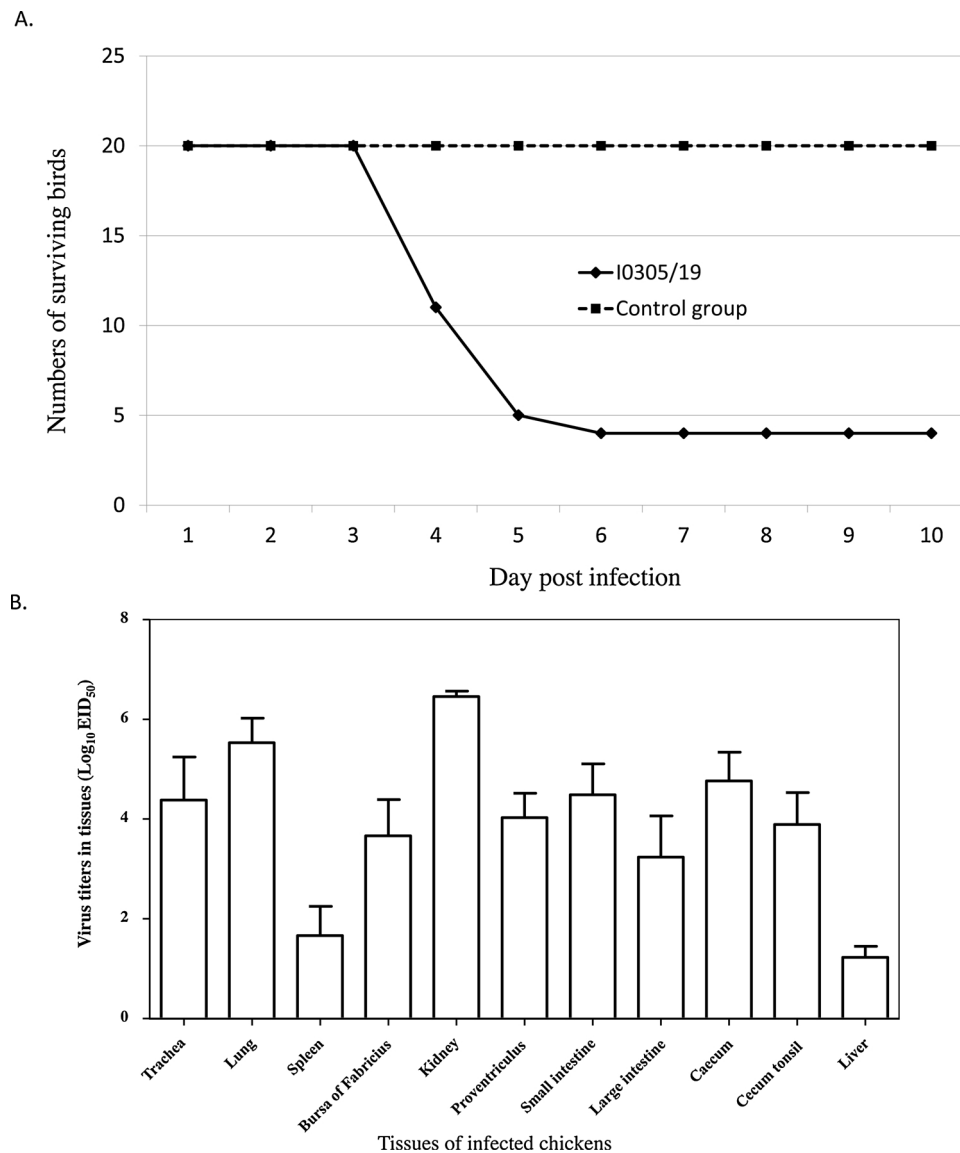 A.
25
20
15
10
5
0
Numbers of surviving birds
I0305/19
Control group
1 2 3 4 5 6 7 8 9 10
Day post infection
B.
8
6
4
2
0
Virus titers in tissues (Log₁₀ EID₅₀)
Trachea
Lung
Spleen
Bursa of Fabricius
Kidney
Proventriculus
Small intestine
Large intestine
Caecum
Cecum tonsil
Liver
Tissues of infected chickens